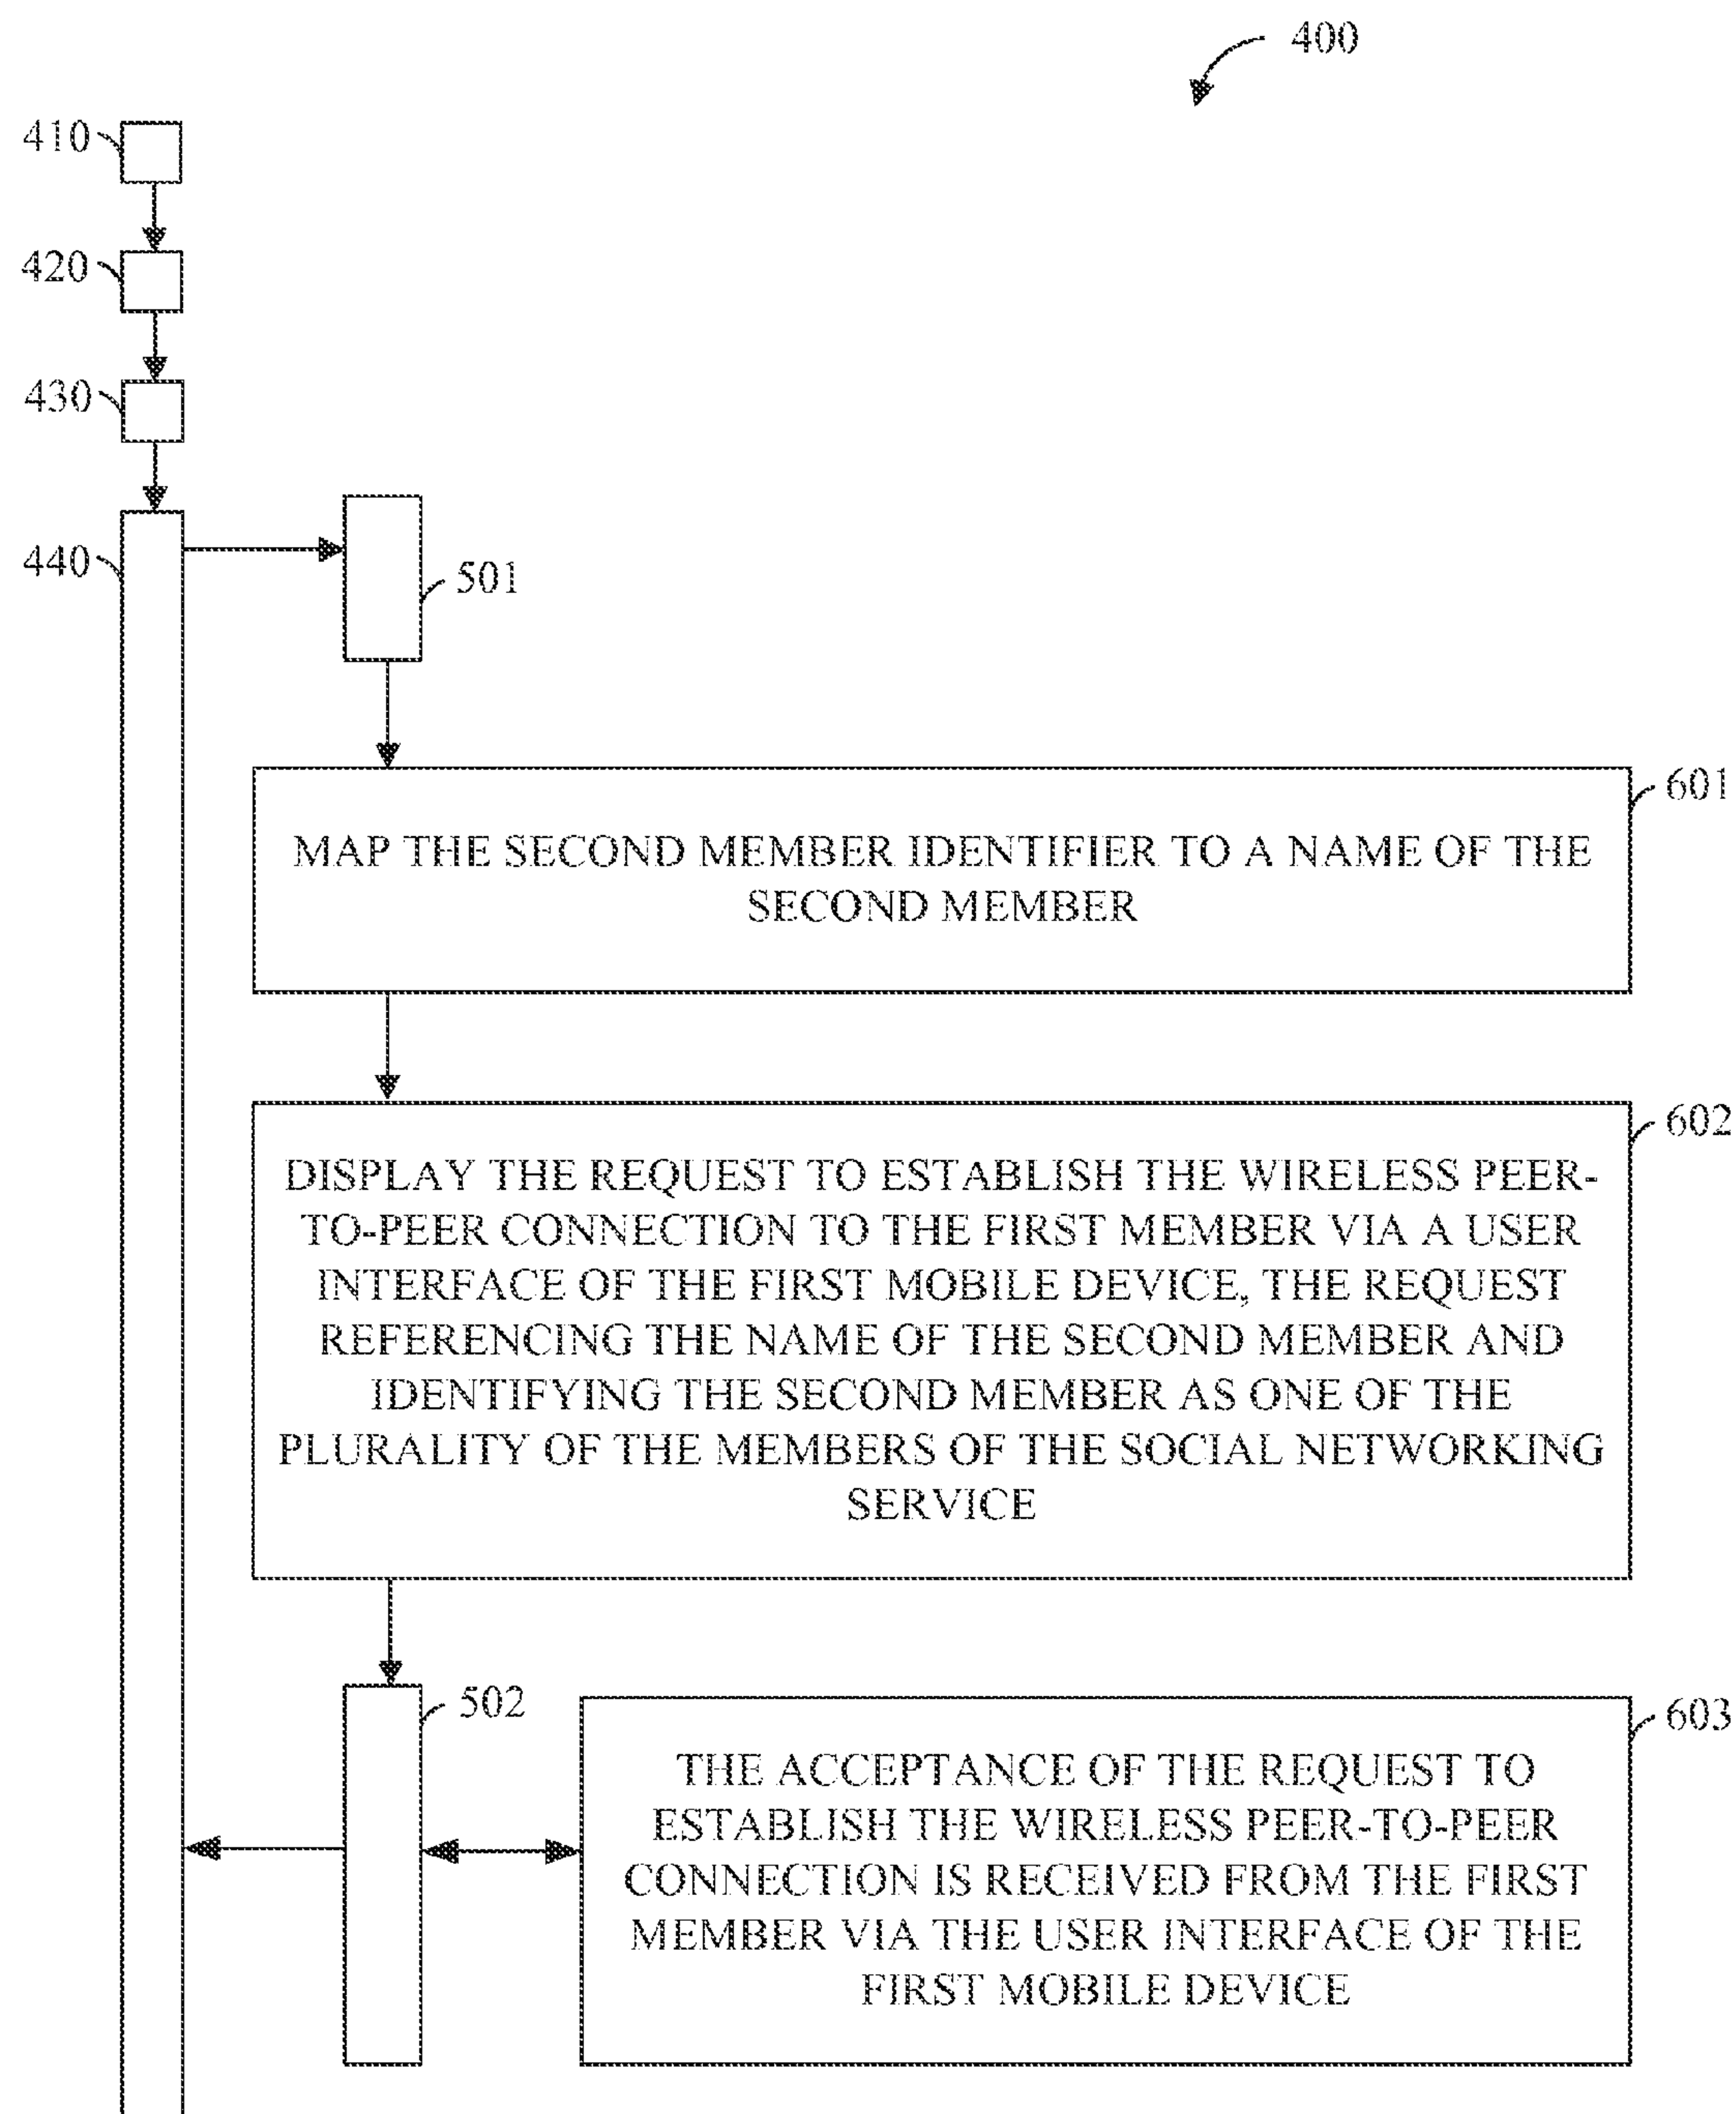 400
410
420
430
440
501
601
MAP THE SECOND MEMBER IDENTIFIER TO A NAME OF THE
SECOND MEMBER
602
DISPLAY THE REQUEST TO ESTABLISH THE WIRELESS PEER-
TO-PEER CONNECTION TO THE FIRST MEMBER VIA A USER
INTERFACE OF THE FIRST MOBILE DEVICE, THE REQUEST
REFERENCING THE NAME OF THE SECOND MEMBER AND
IDENTIFYING THE SECOND MEMBER AS ONE OF THE
PLURALITY OF THE MEMBERS OF THE SOCIAL NETWORKING
SERVICE
502
603
THE ACCEPTANCE OF THE REQUEST TO
ESTABLISH THE WIRELESS PEER-TO-PEER
CONNECTION IS RECEIVED FROM THE FIRST
MEMBER VIA THE USER INTERFACE OF THE
FIRST MOBILE DEVICE